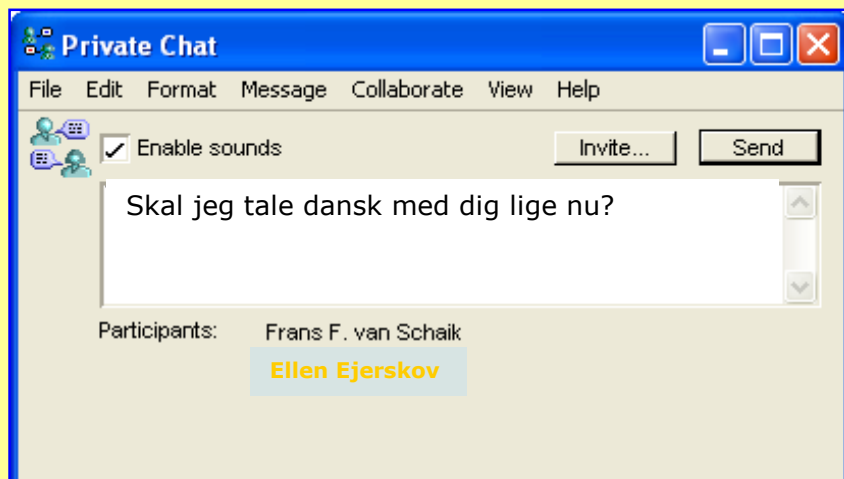 Private Chat
File Edit Format Message Collaborate View Help
Enable sounds Invite... Send
Skal jeg tale dansk med dig lige nu?
Participants: Frans F. van Schaik
Ellen Ejerskov